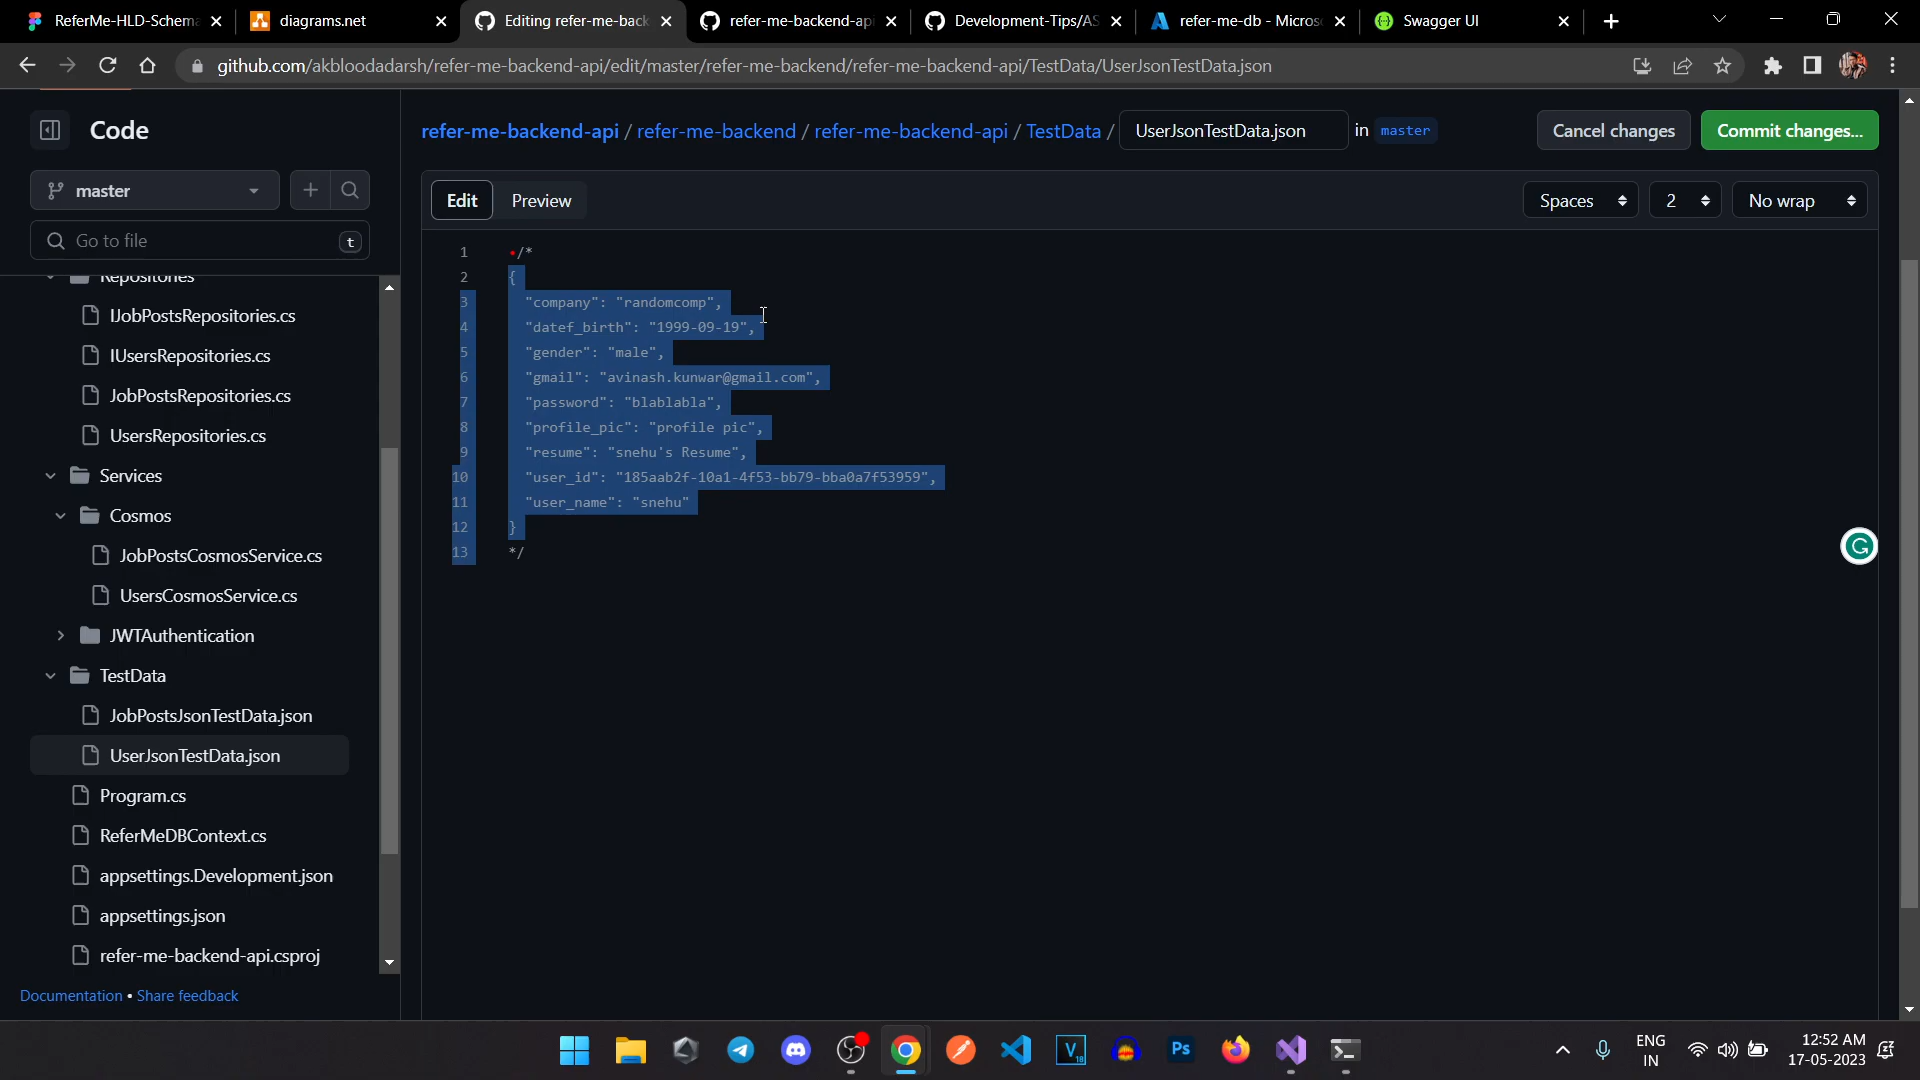 ReferMe-HLD-Schema
diagrams.net
Editing refer-me-back
refer-me-backend-api
Development-Tips/AS
refer-me-db - Micros
Swagger UI
github.com/akbloodadarsh/refer-me-backend-api/edit/master/refer-me-backend/refer-me-backend-api/TestData/UserJsonTestData.json
Code
refer-me-backend-api / refer-me-backend / refer-me-backend-api / TestData / UserJsonTestData.json in master
Cancel changes
Commit changes...
master
Edit
Preview
Spaces
2
No wrap
Go to file
t
Repositories
IJobPostsRepositories.cs
IUsersRepositories.cs
JobPostsRepositories.cs
UsersRepositories.cs
Services
Cosmos
JobPostsCosmosService.cs
UsersCosmosService.cs
JWTAuthentication
TestData
JobPostsJsonTestData.json
UserJsonTestData.json
Program.cs
ReferMeDBContext.cs
appsettings.Development.json
appsettings.json
refer-me-backend-api.csproj
Documentation • Share feedback
1 •/*
2 {
3 "company": "randomcomp",
4 "datef_birth": "1999-09-19",
5 "gender": "male",
6 "gmail": "avinash.kunwar@gmail.com",
7 "password": "blablabla",
8 "profile_pic": "profile pic",
9 "resume": "snehu's Resume",
10 "user_id": "185aab2f-10a1-4f53-bb79-bba0a7f53959",
11 "user_name": "snehu"
12 }
13 */
Ps
V
18
ENG
IN
12:52 AM
17-05-2023